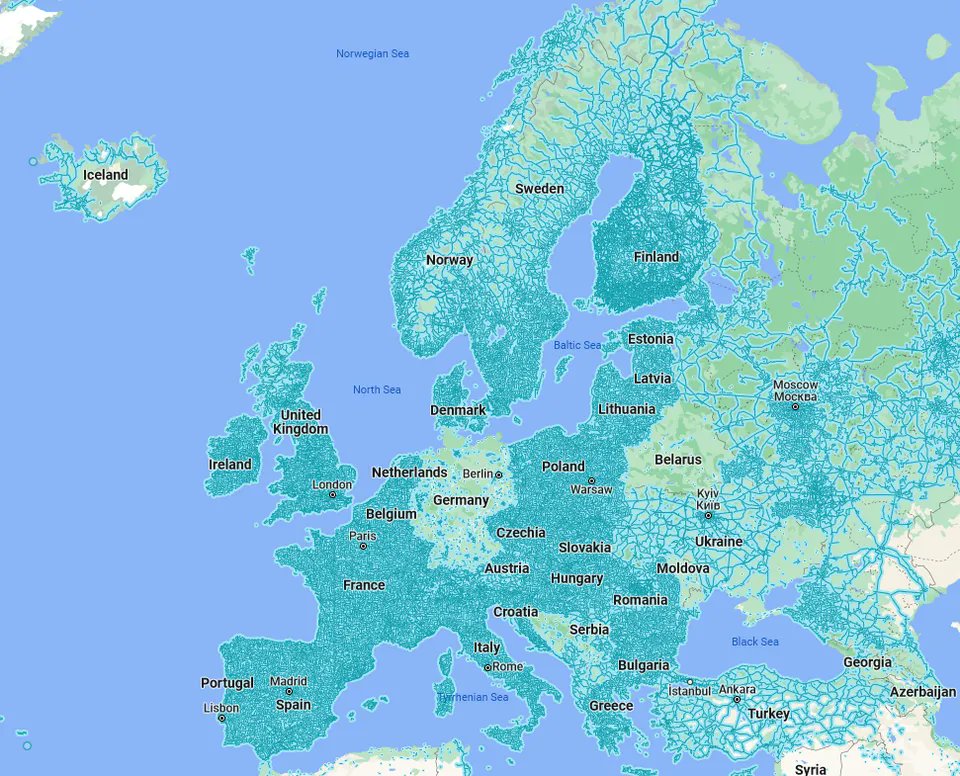 Norwegian Sea
Iceland
Sweden
Norway
Finland
Baltic Sea
Estonia
North Sea
Latvia
Moscow
Москва
Denmark
Lithuania
United
Kingdom
Ireland
Netherlands
Berlin
Poland
Belarus
London
Germany
Warsaw
Kyiv
Київ
Belgium
Paris
Czechia
Ukraine
Slovakia
Austria
Moldova
France
Hungary
Romania
Croatia
Serbia
Black Sea
Italy
Rome
Bulgaria
Georgia
Portugal
Madrid
Tyrrhenian Sea
İstanbul
Ankara
Azerbaijan
Lisbon
Spain
Greece
Turkey
Syria